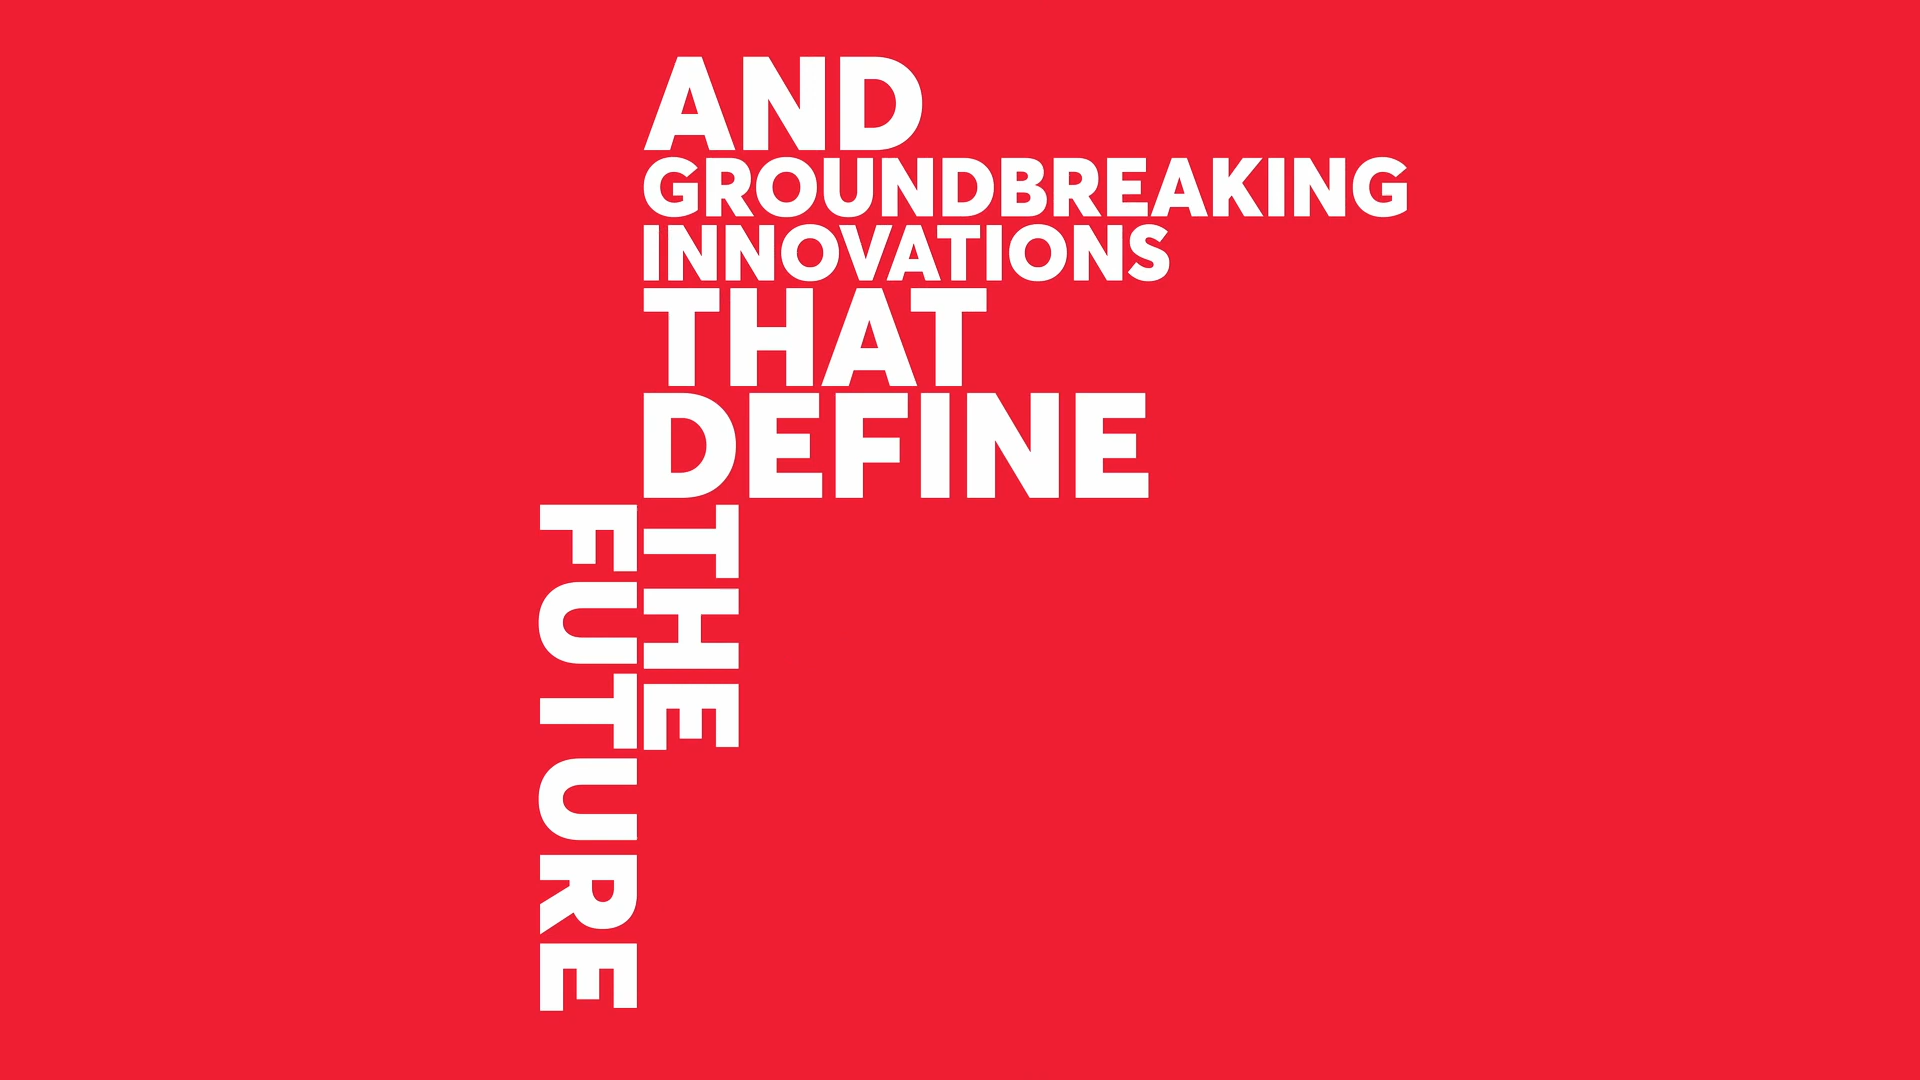 AND
GROUNDBREAKING
INNOVATIONS
THAT
DEFINE
THE
FUTURE